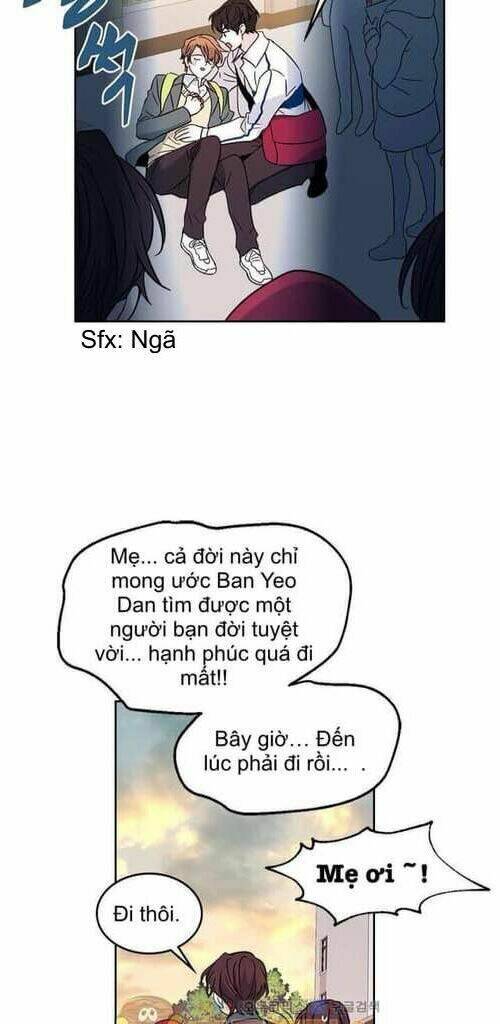 Sfx: Ngã
Mẹ... cả đời này chỉ
mong ước Ban Yeo
Dan tìm được một
người bạn đời tuyệt
vời... hạnh phúc quá đi
mất!!
Bây giờ... Đến
lúc phải đi rồi... .
Mẹ ơi ~!
Đi thôi.